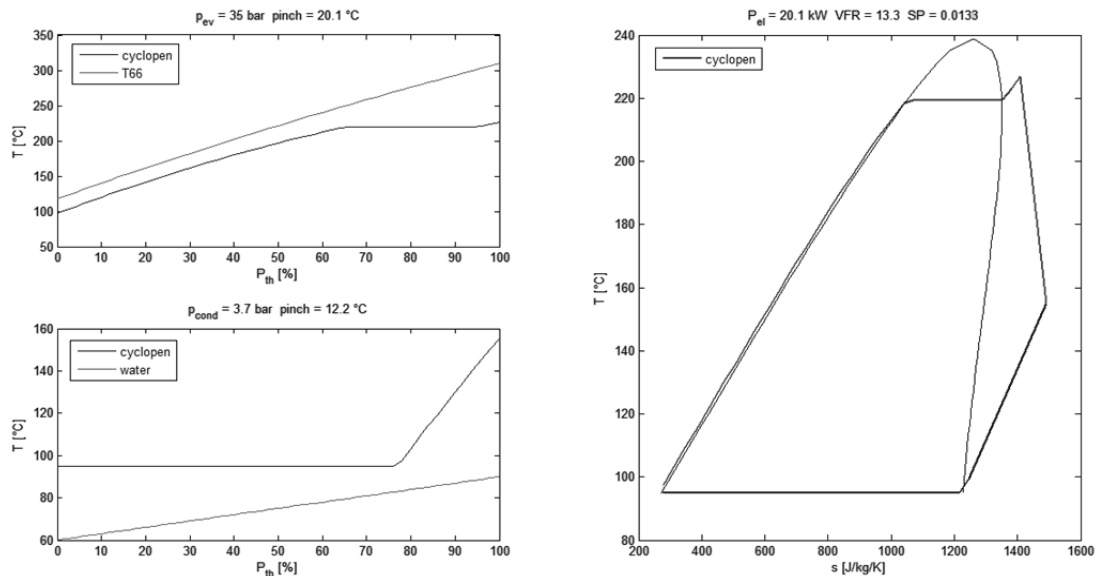 p_ev = 35 bar pinch = 20.1 °C
350
300
250
200
150
100
50
T [°C]
cyclopen
T66
0 10 20 30 40 50 60 70 80 90 100
P_th [%]
p_cond = 3.7 bar pinch = 12.2 °C
160
140
120
100
80
60
T [°C]
cyclopen
water
0 10 20 30 40 50 60 70 80 90 100
P_th [%]
P_el = 20.1 kW VFR = 13.3 SP = 0.0133
240
220
200
180
160
140
120
100
80
T [°C]
cyclopen
200 400 600 800 1000 1200 1400 1600
s [J/kg/K]